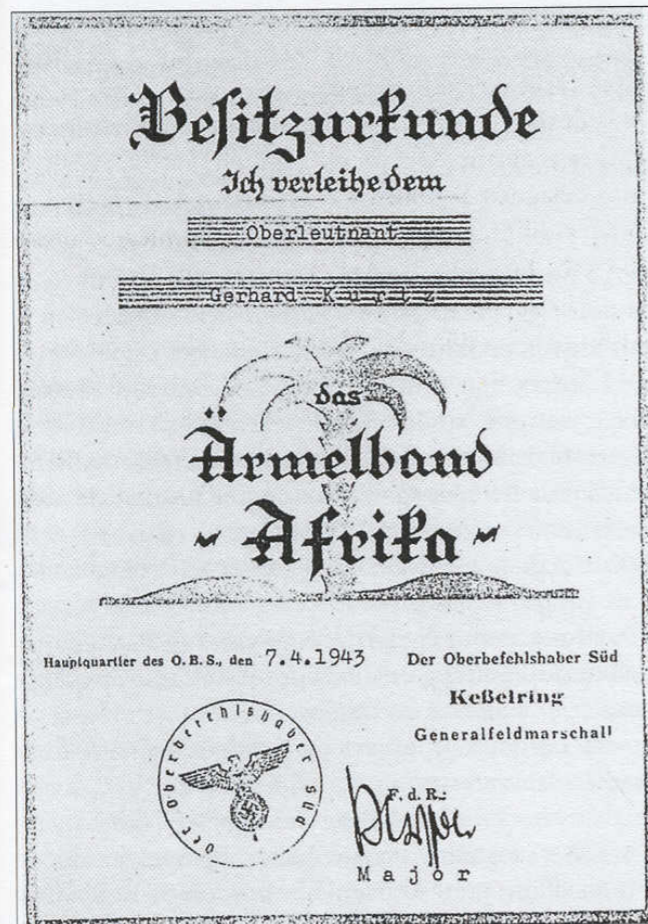 Besitzurkunde
Ich verleihe dem
Oberleutnant
Gerhard K u r t z
das
Ärmelband
~ Afrika ~
Hauptquartier des O.B.S., den 7.4.1943
Der Oberbefehlshaber Süd
Keßelring
Generalfeldmarschall
Der Oberbefehlshaber Süd
F. d. R.:
M a j o r